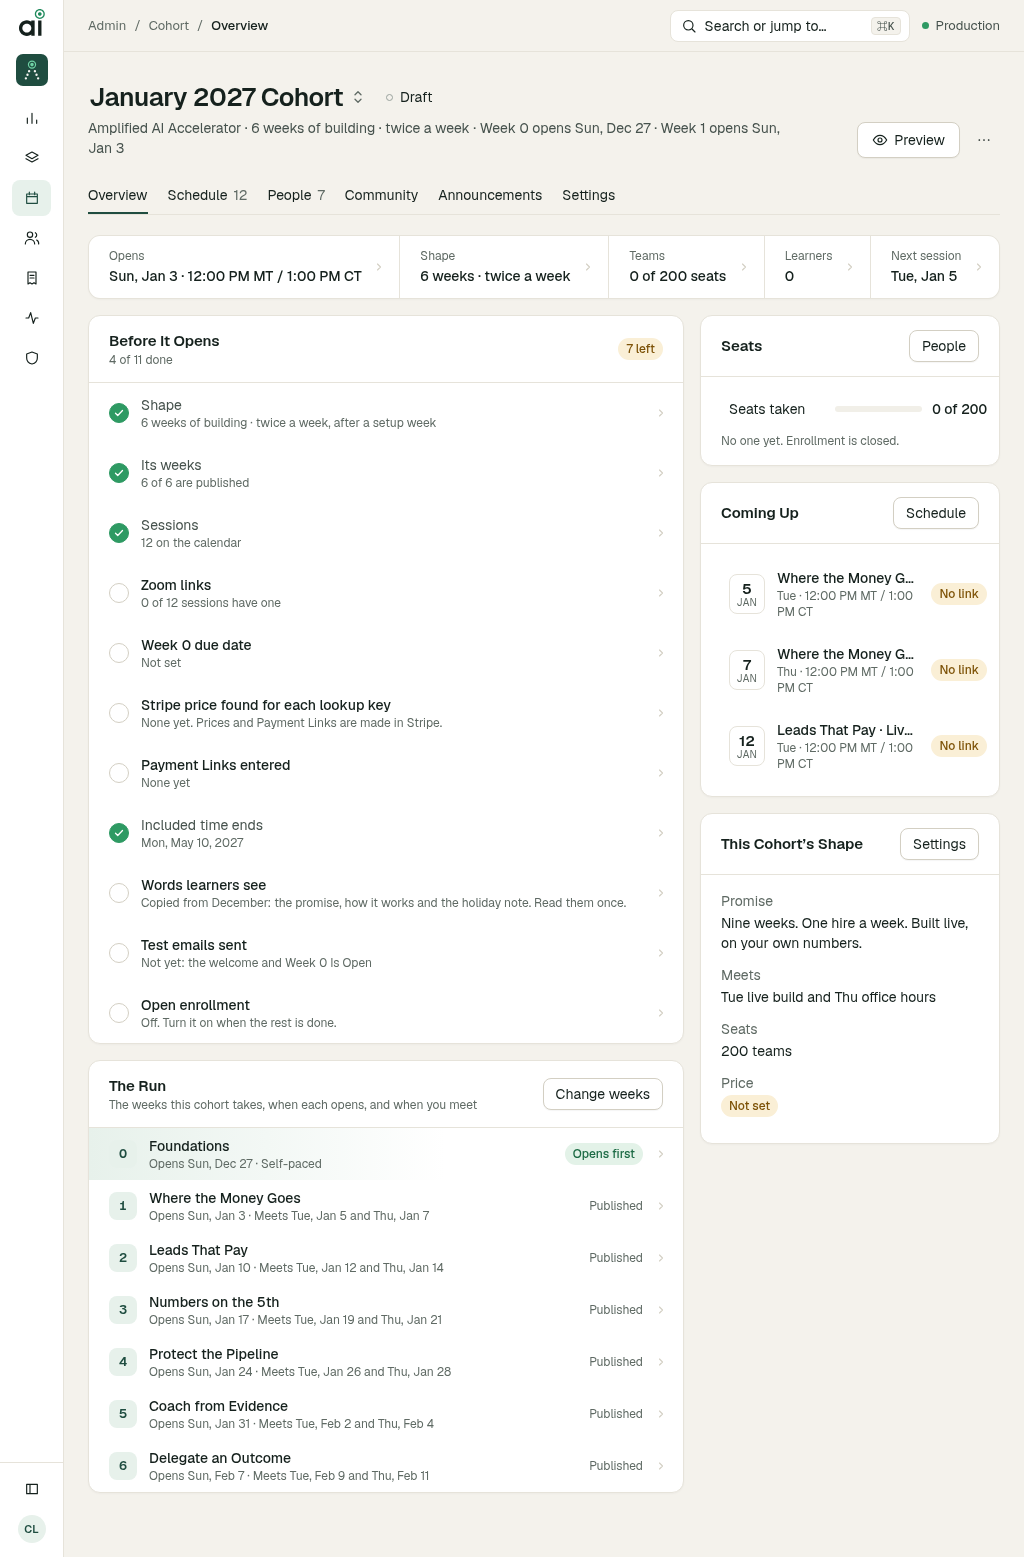 ai
Admin / Cohort / Overview
Search or jump to...
⌘K
Production
January 2027 Cohort
Draft
Amplified AI Accelerator · 6 weeks of building · twice a week · Week 0 opens Sun, Dec 27 · Week 1 opens Sun,
Jan 3
Preview
Overview
Schedule 12
People 7
Community
Announcements
Settings
Opens
Sun, Jan 3 · 12:00 PM MT / 1:00 PM CT
Shape
6 weeks · twice a week
Teams
0 of 200 seats
Learners
0
Next session
Tue, Jan 5
Before It Opens
4 of 11 done
7 left
Shape
6 weeks of building · twice a week, after a setup week
Its weeks
6 of 6 are published
Sessions
12 on the calendar
Zoom links
0 of 12 sessions have one
Week 0 due date
Not set
Stripe price found for each lookup key
None yet. Prices and Payment Links are made in Stripe.
Payment Links entered
None yet
Included time ends
Mon, May 10, 2027
Words learners see
Copied from December: the promise, how it works and the holiday note. Read them once.
Test emails sent
Not yet: the welcome and Week 0 Is Open
Open enrollment
Off. Turn it on when the rest is done.
The Run
The weeks this cohort takes, when each opens, and when you meet
Change weeks
0
Foundations
Opens Sun, Dec 27 · Self-paced
Opens first
1
Where the Money Goes
Opens Sun, Jan 3 · Meets Tue, Jan 5 and Thu, Jan 7
Published
2
Leads That Pay
Opens Sun, Jan 10 · Meets Tue, Jan 12 and Thu, Jan 14
Published
3
Numbers on the 5th
Opens Sun, Jan 17 · Meets Tue, Jan 19 and Thu, Jan 21
Published
4
Protect the Pipeline
Opens Sun, Jan 24 · Meets Tue, Jan 26 and Thu, Jan 28
Published
5
Coach from Evidence
Opens Sun, Jan 31 · Meets Tue, Feb 2 and Thu, Feb 4
Published
6
Delegate an Outcome
Opens Sun, Feb 7 · Meets Tue, Feb 9 and Thu, Feb 11
Published
Seats
People
Seats taken
0 of 200
No one yet. Enrollment is closed.
Coming Up
Schedule
5
JAN
Where the Money G...
Tue · 12:00 PM MT / 1:00
PM CT
No link
7
JAN
Where the Money G...
Thu · 12:00 PM MT / 1:00
PM CT
No link
12
JAN
Leads That Pay · Liv...
Tue · 12:00 PM MT / 1:00
PM CT
No link
This Cohort's Shape
Settings
Promise
Nine weeks. One hire a week. Built live,
on your own numbers.
Meets
Tue live build and Thu office hours
Seats
200 teams
Price
Not set
CL